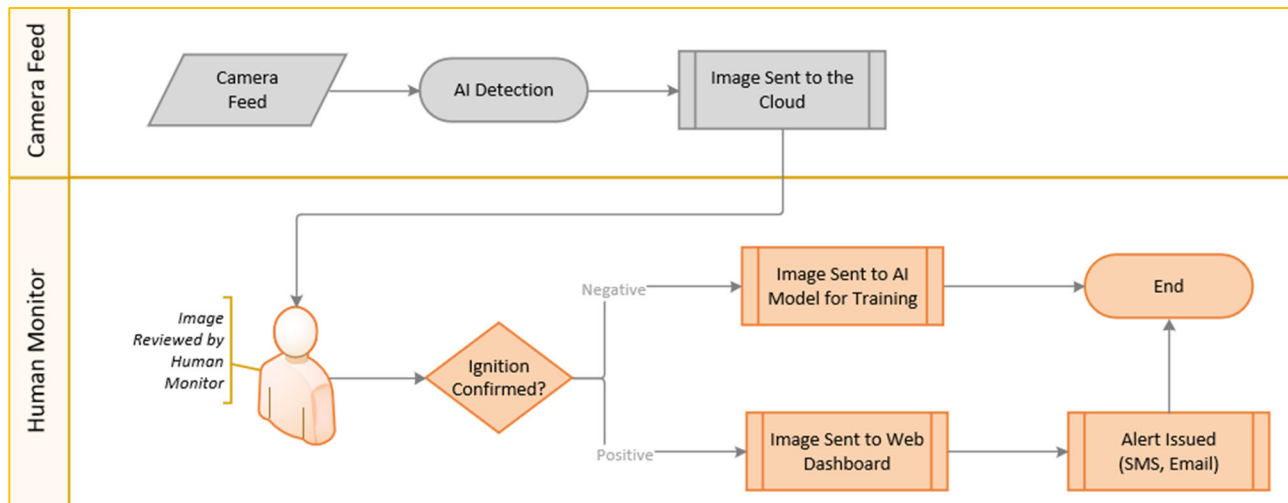 Camera Feed
Camera
Feed
AI Detection
Image Sent to the
Cloud
Human Monitor
Image
Reviewed by
Human
Monitor
Ignition
Confirmed?
Negative
Image Sent to AI
Model for Training
End
Positive
Image Sent to Web
Dashboard
Alert Issued
(SMS, Email)